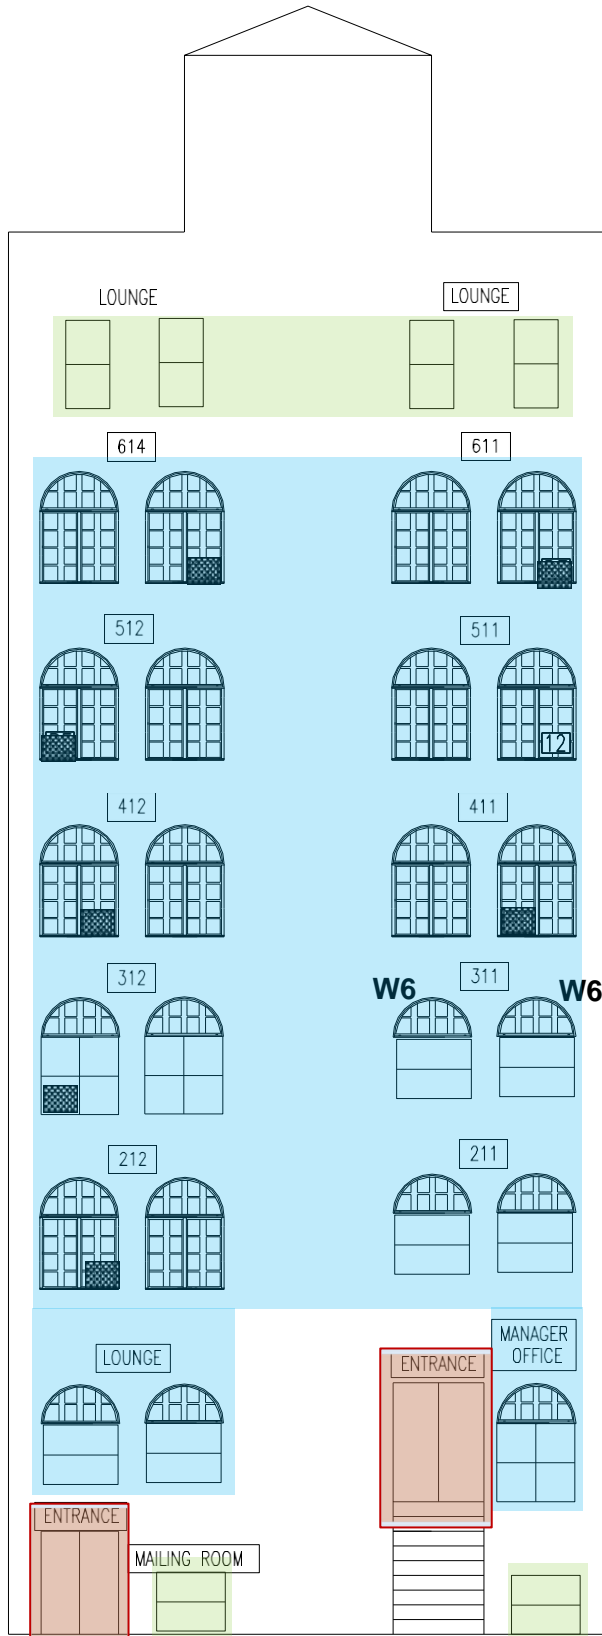 LOUNGE
LOUNGE
614
611
512
511
12
412
411
312
W6
311
W6
212
211
LOUNGE
ENTRANCE
MANAGER
OFFICE
ENTRANCE
MAILING ROOM